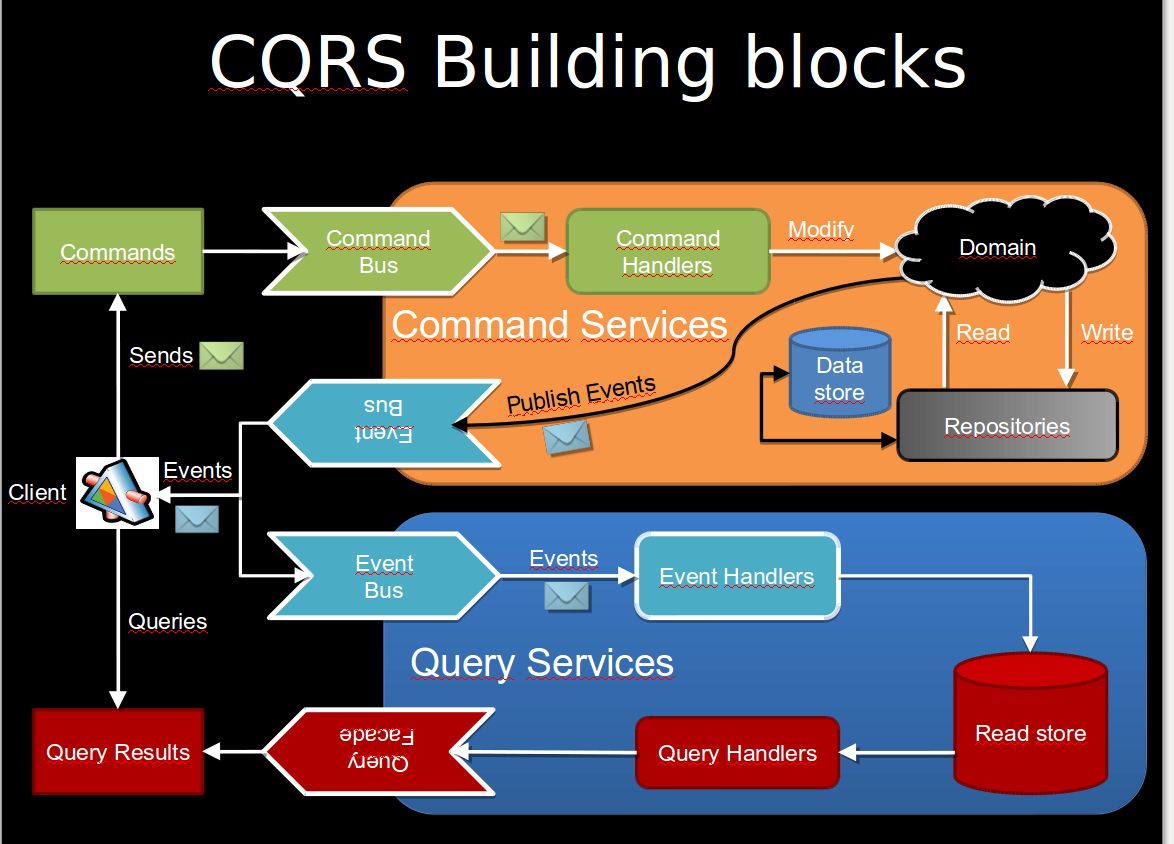 CQRS Building blocks
Commands
Command
Bus
Command
Handlers
Modify
Domain
Command Services
Sends
Read
Write
Data
store
Publish Events
Event
Bus
Repositories
Events
Client
Event
Bus
Events
Event Handlers
Queries
Query Services
Read store
Query Results
Query
Facade
Query Handlers